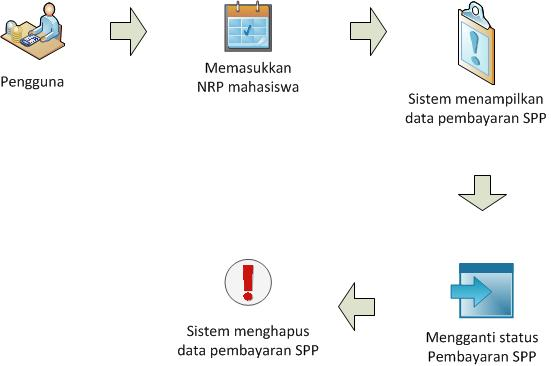 Pengguna
Memasukkan
NRP mahasiswa
Sistem menampilkan
data pembayaran SPP
Mengganti status
Pembayaran SPP
Sistem menghapus
data pembayaran SPP